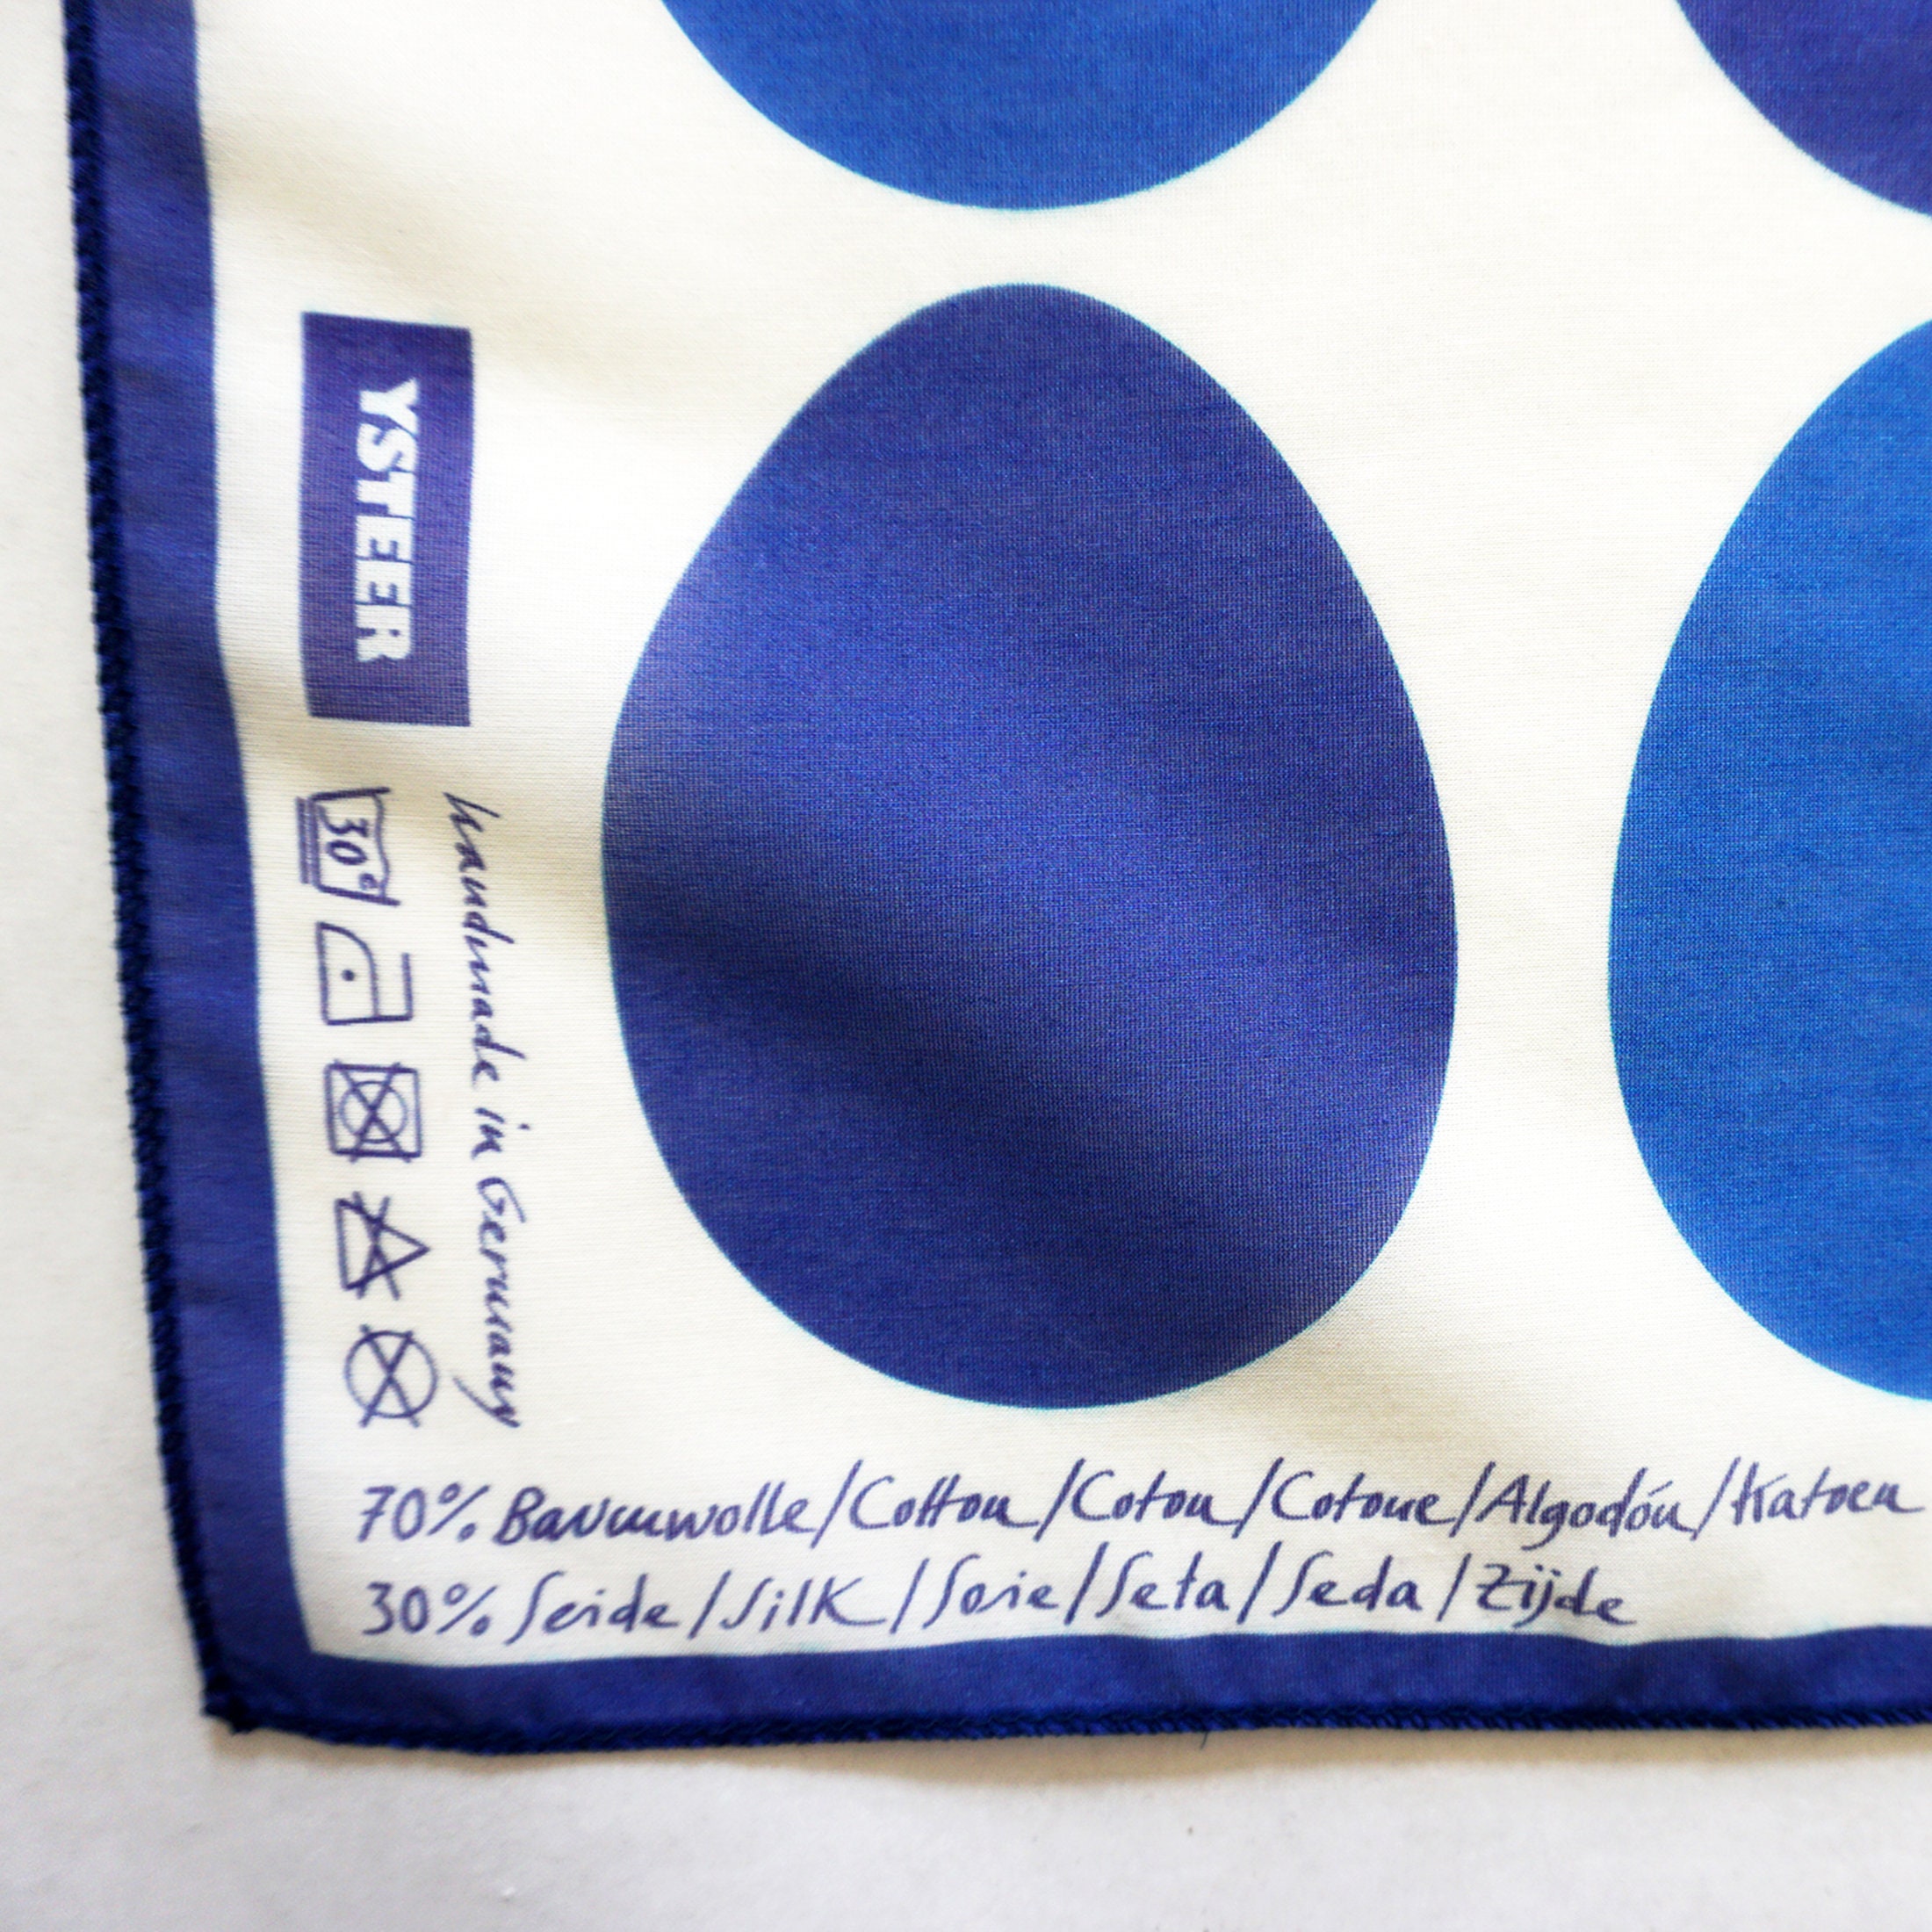 YSTEER
handmade in Germany
30°
70% Baumwolle/Cotton/Coton/Cotone/Algodón/Katoen
30% Seide/Silk/Soie/Seta/Seda/Zijde